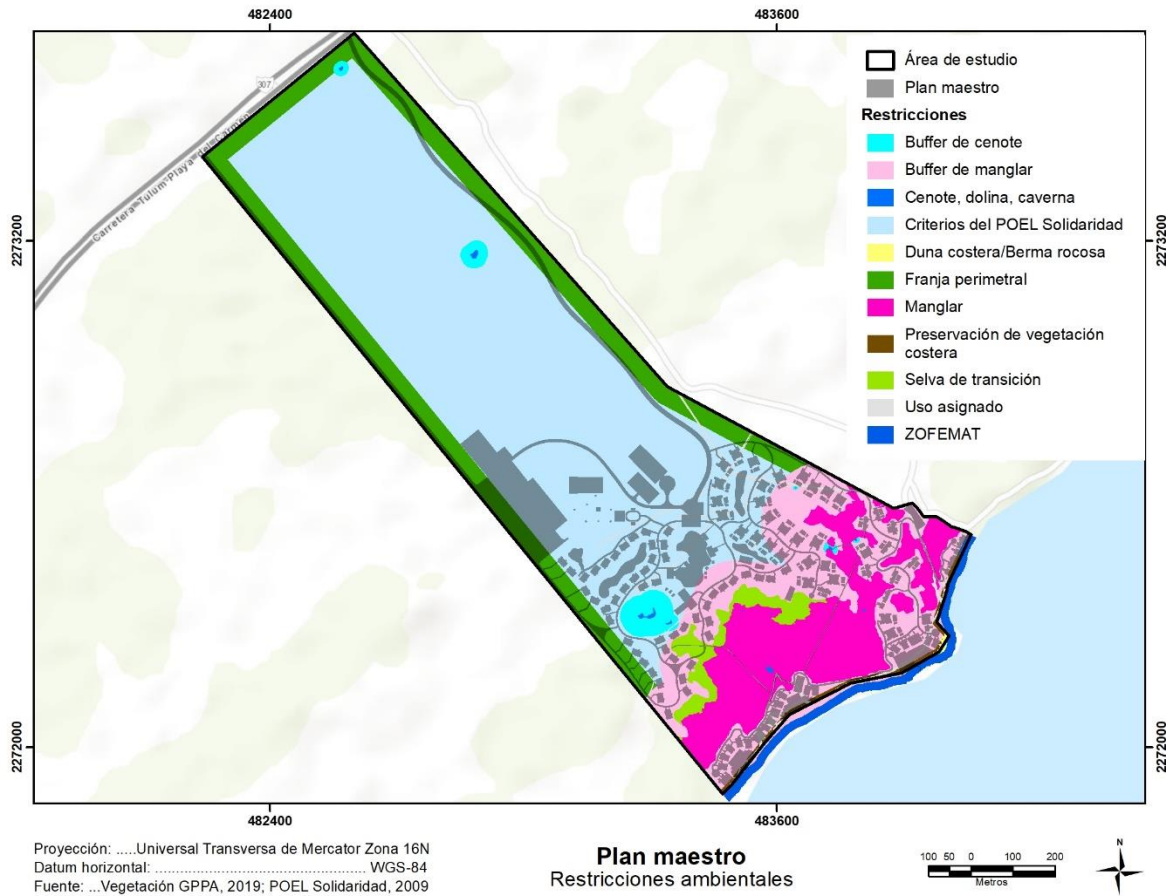 482400
483600
2273200
2273200
2272000
2272000
482400
483600
307
Carretera Tulum Playa del Carmen
Área de estudio
Plan maestro
Restricciones
Buffer de cenote
Buffer de manglar
Cenote, dolina, caverna
Criterios del POEL Solidaridad
Duna costera/Berma rocosa
Franja perimetral
Manglar
Preservación de vegetación
costera
Selva de transición
Uso asignado
ZOFEMAT
Proyección: .....Universal Transversa de Mercator Zona 16N
Datum horizontal: .................................................. WGS-84
Fuente: ...Vegetación GPPA, 2019; POEL Solidaridad, 2009
Plan maestro
Restricciones ambientales
100 50 0 100 200
Metros
N